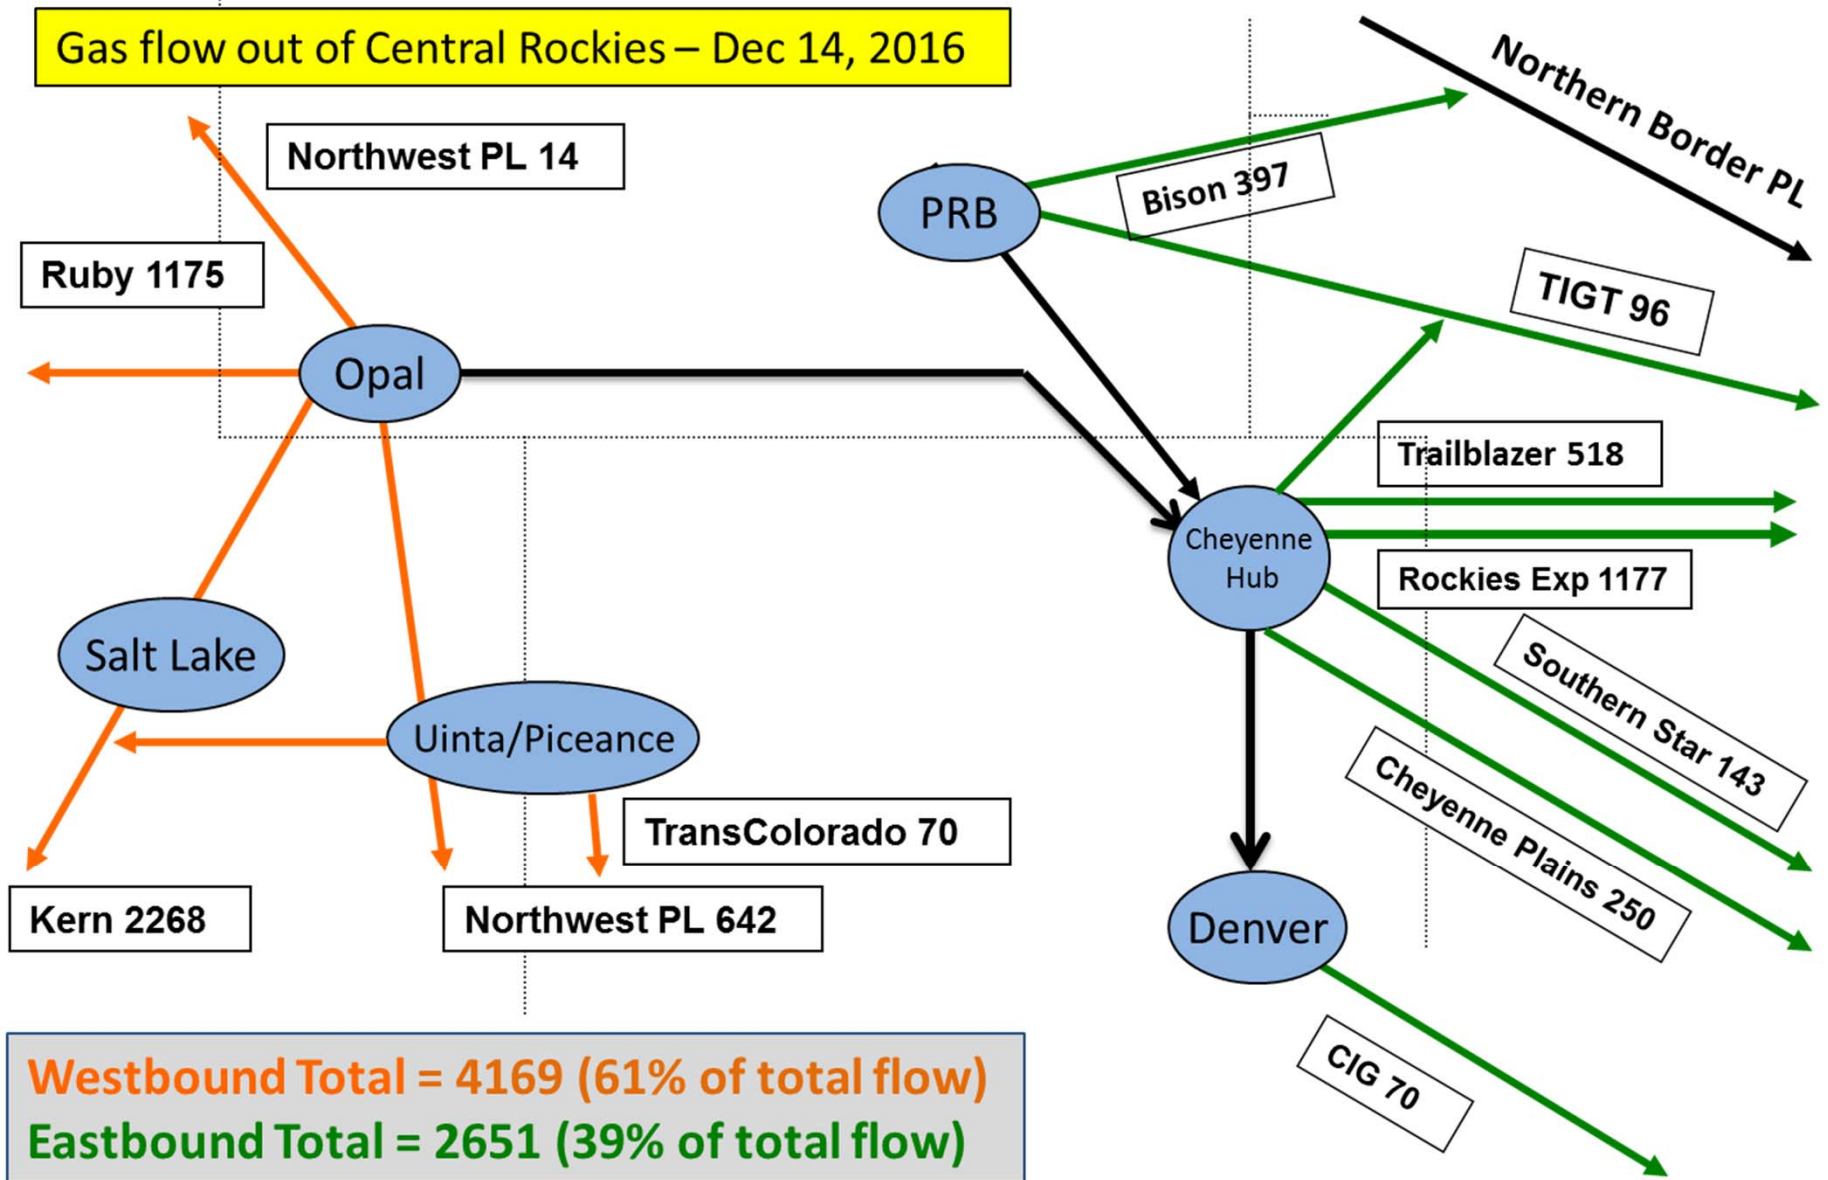 Gas flow out of Central Rockies – Dec 14, 2016
Northern Border PL
Northwest PL 14
Bison 397
PRB
Ruby 1175
TIGT 96
Opal
Trailblazer 518
Cheyenne
Hub
Rockies Exp 1177
Salt Lake
Southern Star 143
Uinta/Piceance
Cheyenne Plains 250
TransColorado 70
Kern 2268
Northwest PL 642
Denver
CIG 70
Westbound Total = 4169 (61% of total flow)
Eastbound Total = 2651 (39% of total flow)